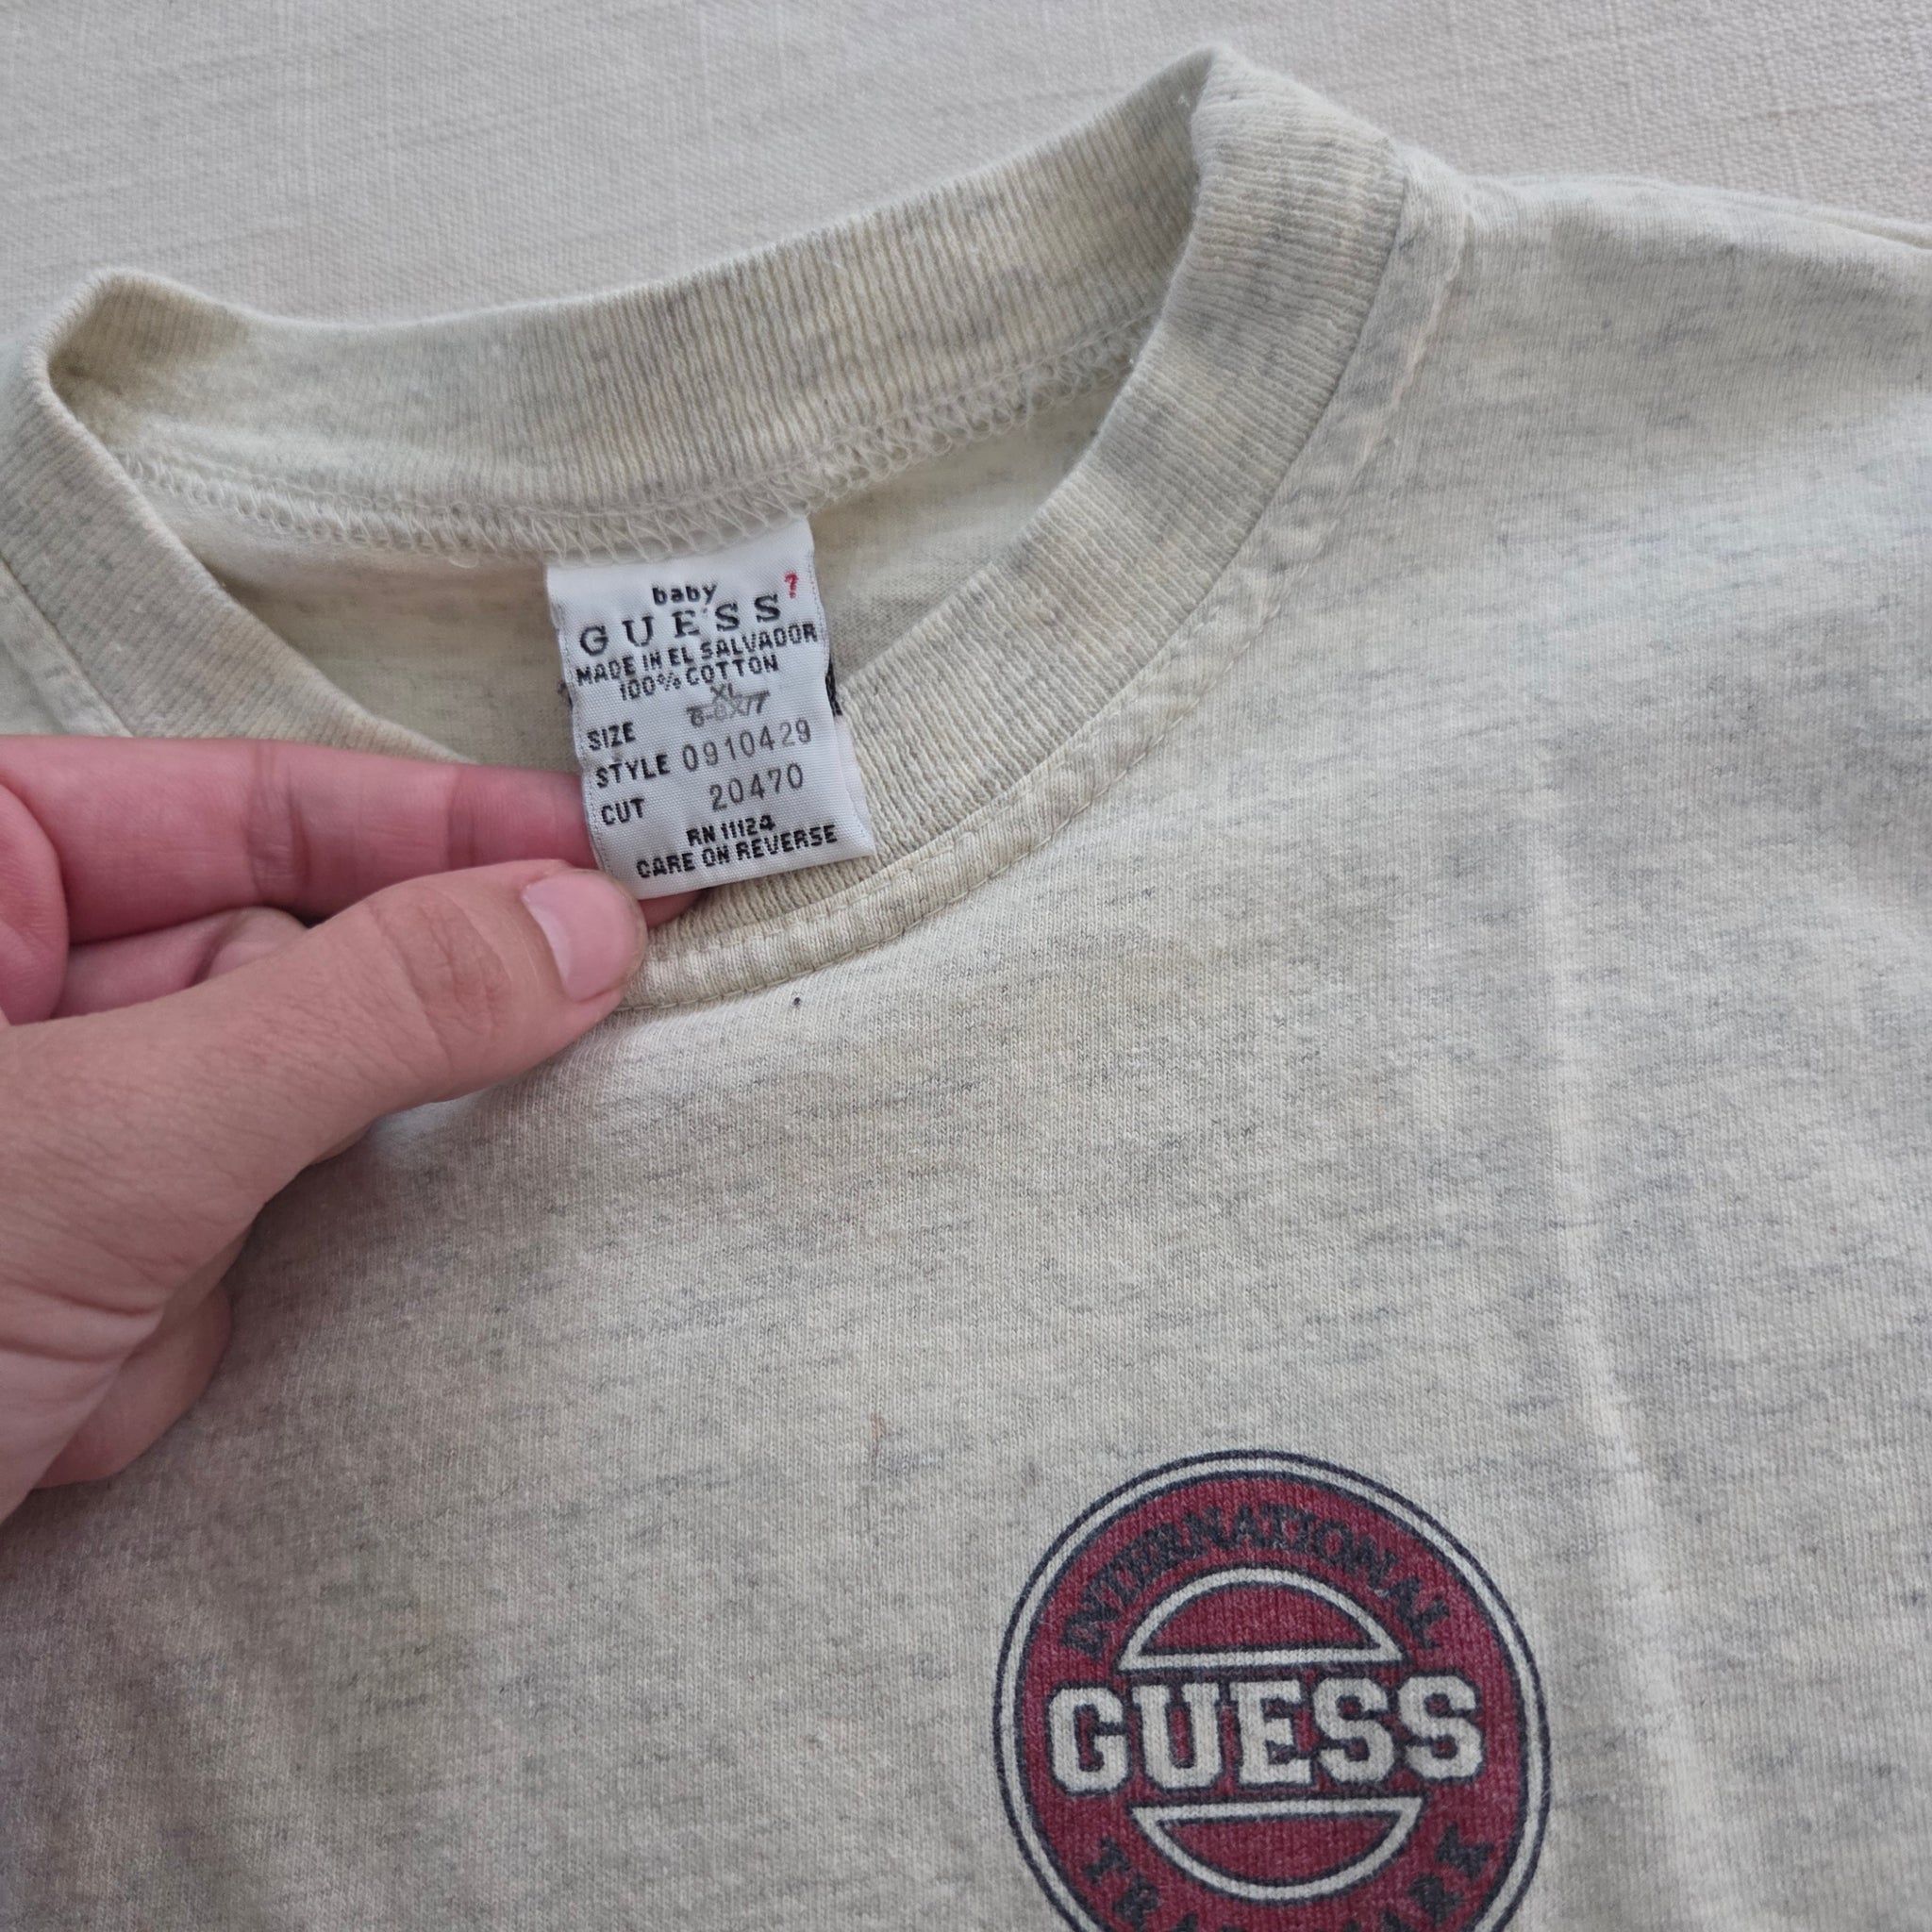 baby
GUESS?
MADE IN EL SALVADOR
100% COTTON
XL
SIZE 6-6X/7
STYLE 0910429
CUT 20470
RN 11124
CARE ON REVERSE
INTERNATIONAL
GUESS